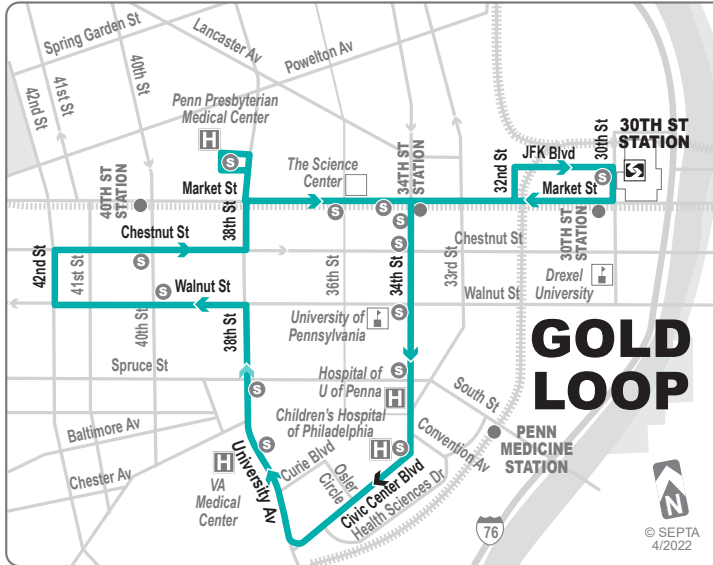 Spring Garden St
Lancaster Av
Powelton Av
42nd St
41st St
40th St
Penn Presbyterian
Medical Center
H
S
The Science
Center
34TH ST
STATION
32nd St
JFK Blvd
30th St
30TH ST
STATION
S
S
Market St
Market St
40TH ST
STATION
38th St
S
S
S
30TH ST
STATION
Chestnut St
Chestnut St
S
S
42nd St
41st St
36th St
34th St
33rd St
Drexel
University
Walnut St
S
Walnut St
40th St
38th St
University of
Pennsylvania
S
GOLD
LOOP
Spruce St
Hospital of
U of Penna
S
H
South St
S
Children's Hospital
of Philadelphia
H
S
Convention Av
PENN
MEDICINE
STATION
Baltimore Av
S
University Av
Curie Blvd
Osler
Circle
Civic Center Blvd
Health Sciences Dr
Chester Av
H
VA
Medical
Center
76
N
© SEPTA
4/2022